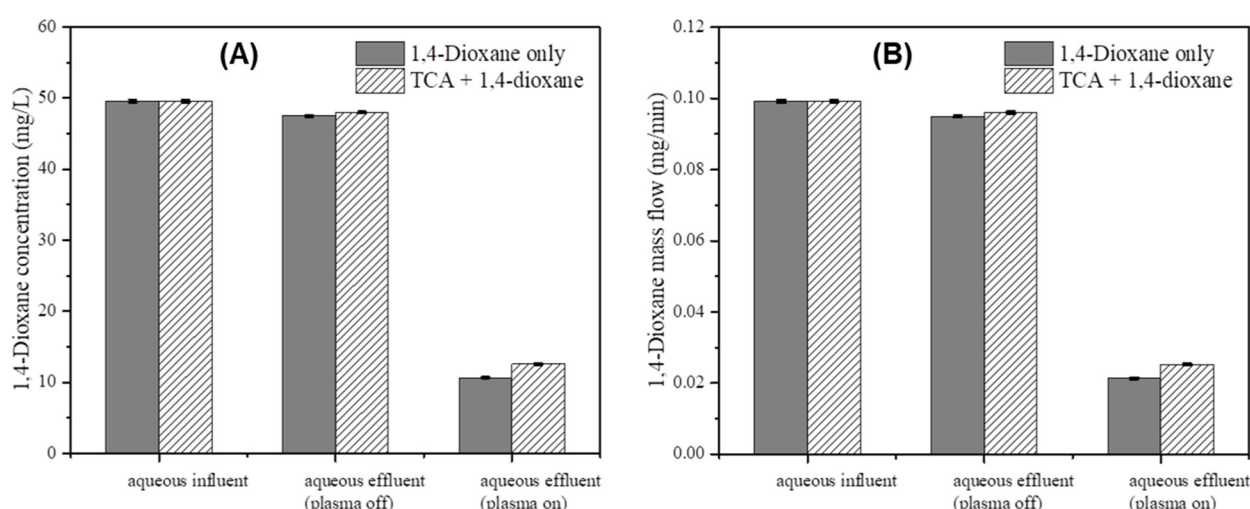 (A)
1,4-Dioxane only
TCA + 1,4-dioxane
1,4-Dioxane concentration (mg/L)
60
50
40
30
20
10
0
aqueous influent
aqueous effluent
(plasma off)
aqueous effluent
(plasma on)
(B)
1,4-Dioxane only
TCA + 1,4-dioxane
1,4-Dioxane mass flow (mg/min)
0.12
0.10
0.08
0.06
0.04
0.02
0.00
aqueous influent
aqueous effluent
(plasma off)
aqueous effluent
(plasma on)